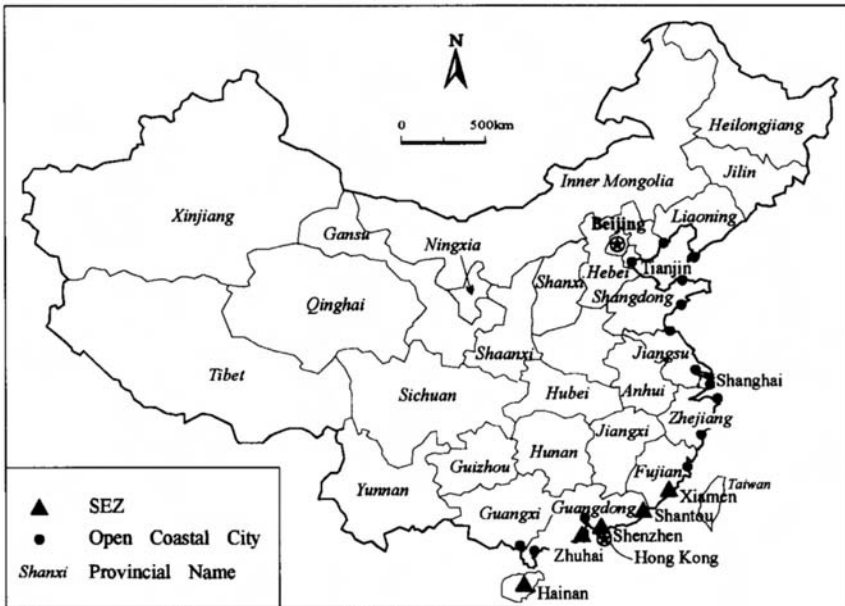 N
0 500km
Heilongjiang
Jilin
Inner Mongolia
Liaoning
Xinjiang
Gansu
Ningxia
Beijing
Hebei
Tianjin
Shanxi
Shangdong
Qinghai
Shaanxi
Jiangsu
Shanghai
Tibet
Sichuan
Hubei
Anhui
Zhejiang
Jiangxi
Hunan
Guizhou
Fujian
Taiwan
Yunnan
Xiamen
Guangxi
Guangdong
Shantou
Shenzhen
Zhuhai
Hong Kong
Hainan
SEZ
Open Coastal City
Shanxi Provincial Name